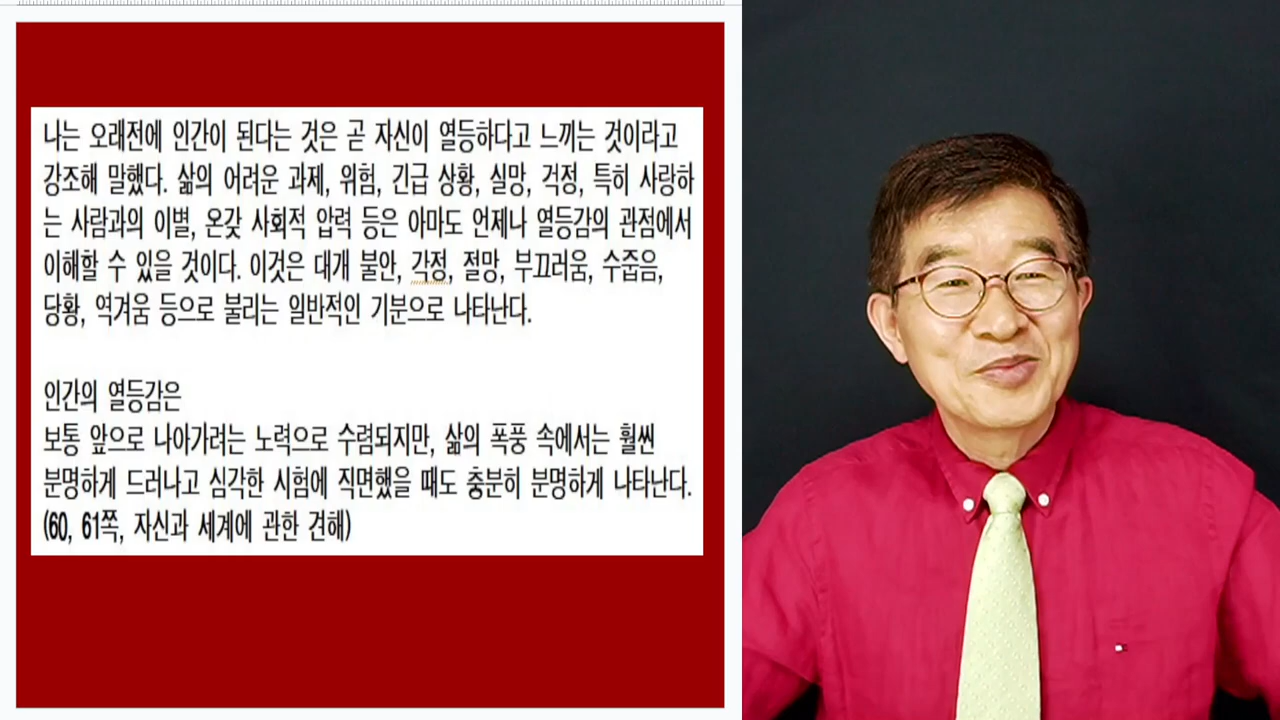 나는 오래전에 인간이 된다는 것은 곧 자신이 열등하다고 느끼는 것이라고
강조해 말했다. 삶의 어려운 과제, 위험, 긴급 상황, 실망, 걱정, 특히 사랑하
는 사람과의 이별, 온갖 사회적 압력 등은 아마도 언제나 열등감의 관점에서
이해할 수 있을 것이다. 이것은 대개 불안, 각정, 절망, 부끄러움, 수줍음,
당황, 역겨움 등으로 불리는 일반적인 기분으로 나타난다.
인간의 열등감은
보통 앞으로 나아가려는 노력으로 수렴되지만, 삶의 폭풍 속에서는 훨씬
분명하게 드러나고 심각한 시험에 직면했을 때도 충분히 분명하게 나타난다.
(60, 61쪽, 자신과 세계에 관한 견해)